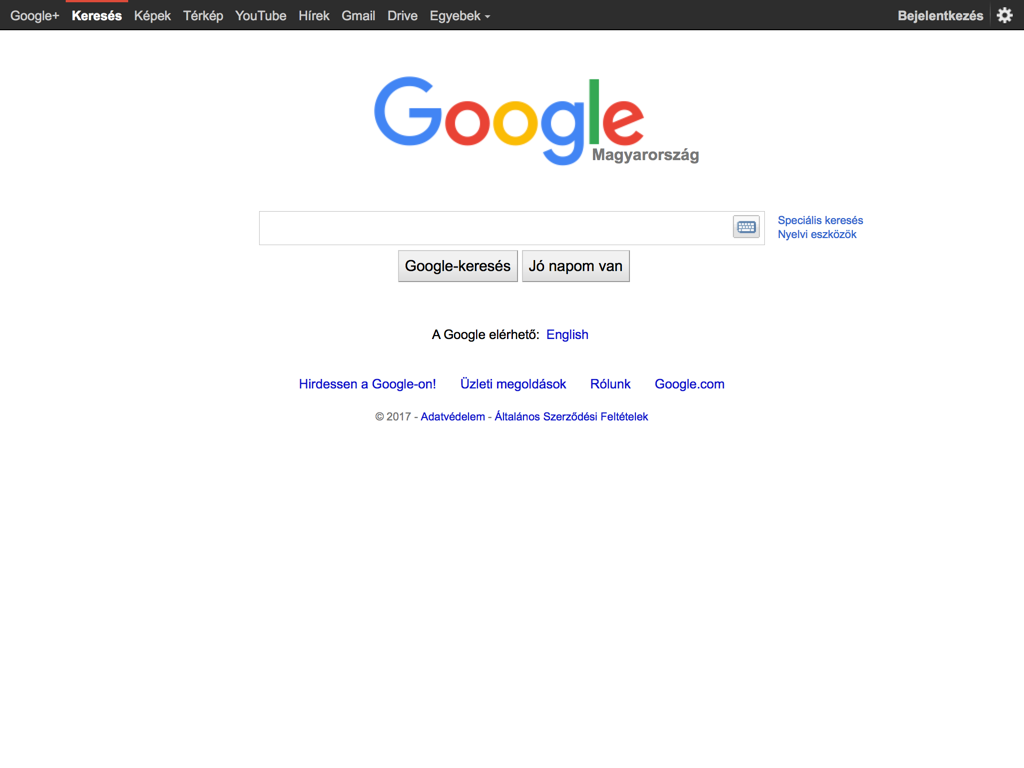 Google+ Keresés Képek Térkép YouTube Hírek Gmail Drive Egyebek Bejelentkezés
Google
Magyarország
Speciális keresés
Nyelvi eszközök
Google-keresés Jó napom van
A Google elérhető: English
Hirdessen a Google-on! Üzleti megoldások Rólunk Google.com
© 2017 - Adatvédelem - Általános Szerződési Feltételek